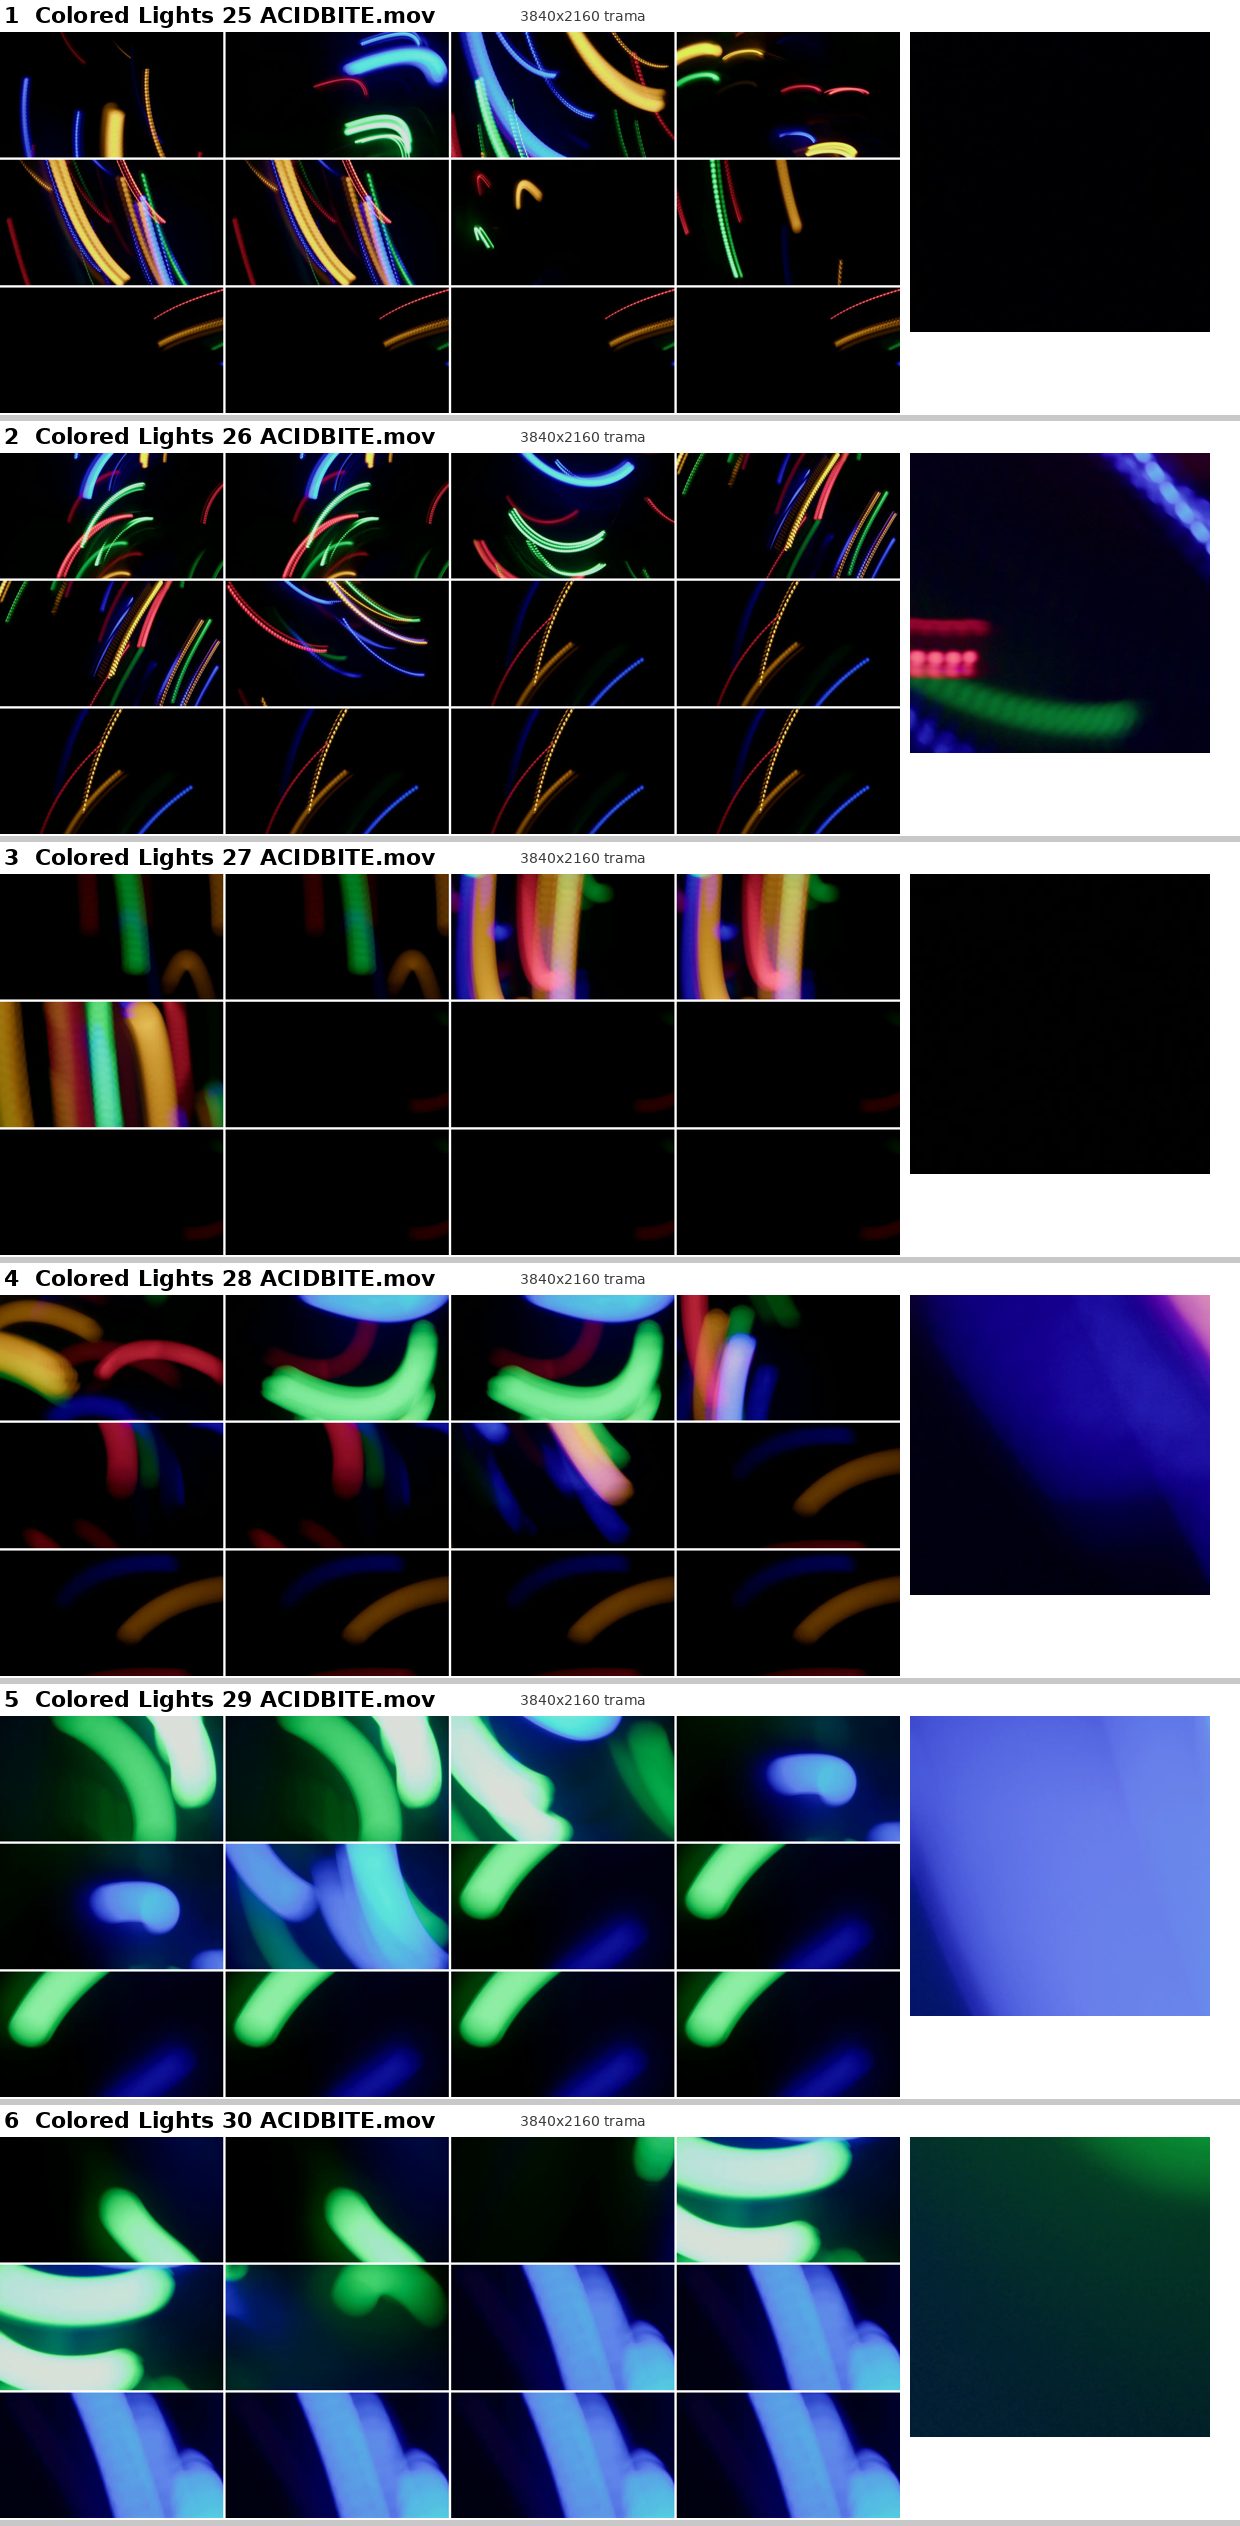 1 Colored Lights 25 ACIDBITE.mov 3840x2160 trama
2 Colored Lights 26 ACIDBITE.mov 3840x2160 trama
3 Colored Lights 27 ACIDBITE.mov 3840x2160 trama
4 Colored Lights 28 ACIDBITE.mov 3840x2160 trama
5 Colored Lights 29 ACIDBITE.mov 3840x2160 trama
6 Colored Lights 30 ACIDBITE.mov 3840x2160 trama